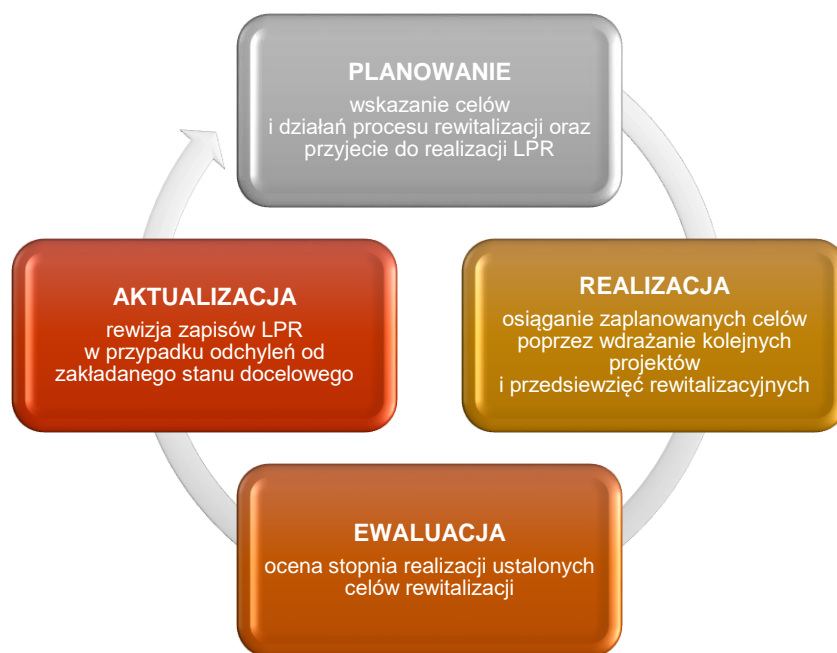 PLANOWANIE
wskazanie celów
i działań procesu rewitalizacji oraz
przyjecie do realizacji LPR
AKTUALIZACJA
rewizja zapisów LPR
w przypadku odchyleń od
zakładanego stanu docelowego
REALIZACJA
osiąganie zaplanowanych celów
poprzez wdrażanie kolejnych
projektów
i przedsiewzięć rewitalizacyjnych
EWALUACJA
ocena stopnia realizacji ustalonych
celów rewitalizacji